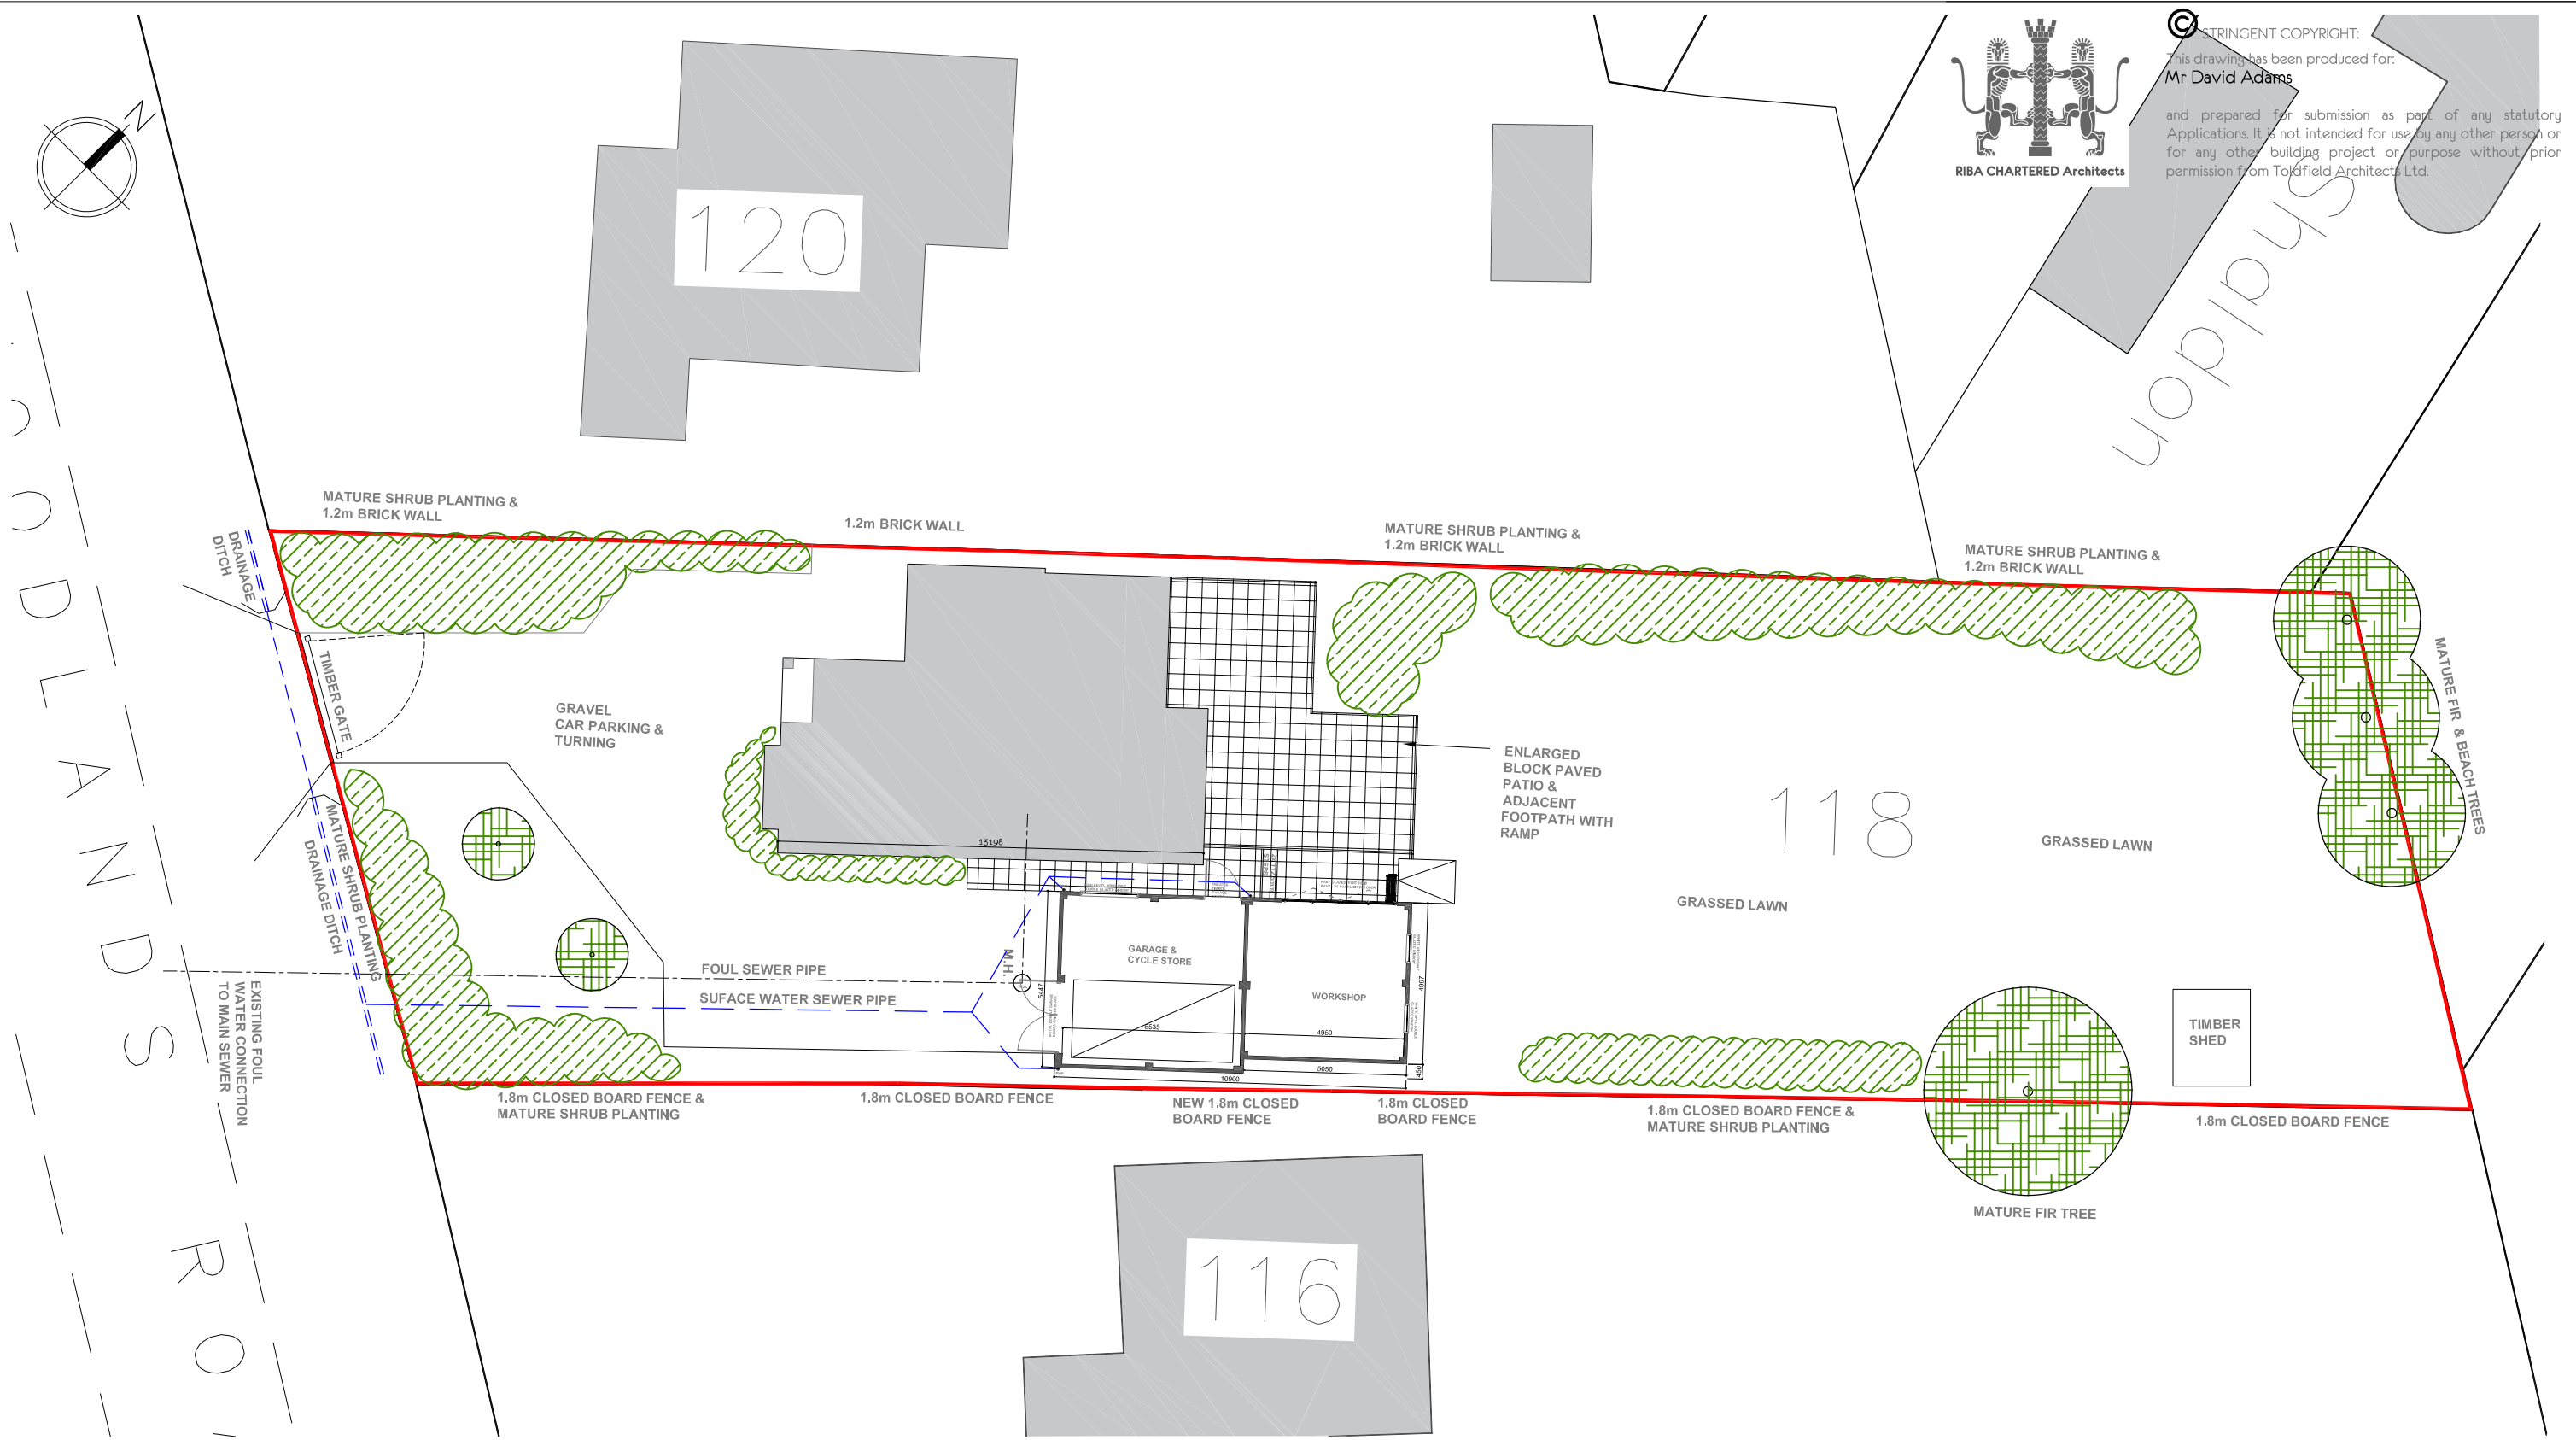 © STRINGENT COPYRIGHT:
This drawing has been produced for:
Mr David Adams
and prepared for submission as part of any statutory
Applications. It is not intended for use by any other person or
for any other building project or purpose without prior
permission from Toldfield Architects Ltd.
RIBA CHARTERED Architects
N
120
Shaldon
MATURE SHRUB PLANTING &
1.2m BRICK WALL
1.2m BRICK WALL
MATURE SHRUB PLANTING &
1.2m BRICK WALL
MATURE SHRUB PLANTING &
1.2m BRICK WALL
DRAINAGE
DITCH
TIMBER GATE
GRAVEL
CAR PARKING &
TURNING
MATURE FIR & BEACH TREES
ENLARGED
BLOCK PAVED
PATIO &
ADJACENT
FOOTPATH WITH
RAMP
118
GRASSED LAWN
GRASSED LAWN
13198
MATURE SHRUB PLANTING
DRAINAGE DITCH
FOUL SEWER PIPE
SUFACE WATER SEWER PIPE
M.H.
GARAGE &
CYCLE STORE
WORKSHOP
5447
5535
4950
4997
10900
5050
450
TIMBER
SHED
EXISTING FOUL
WATER CONNECTION
TO MAIN SEWER
1.8m CLOSED BOARD FENCE &
MATURE SHRUB PLANTING
1.8m CLOSED BOARD FENCE
NEW 1.8m CLOSED
BOARD FENCE
1.8m CLOSED
BOARD FENCE
1.8m CLOSED BOARD FENCE &
MATURE SHRUB PLANTING
1.8m CLOSED BOARD FENCE
MATURE FIR TREE
116
OODLANDS RO